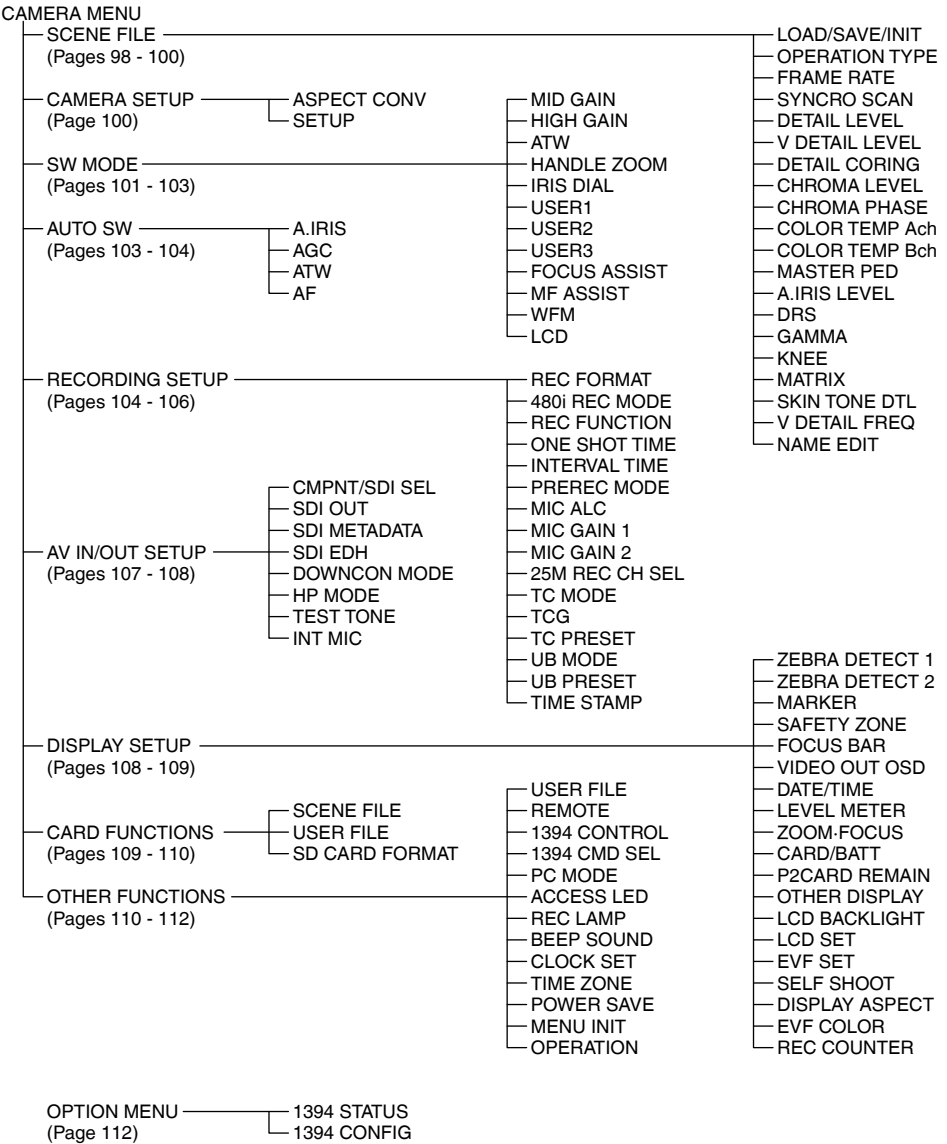 CAMERA MENU
SCENE FILE
(Pages 98 - 100)
LOAD/SAVE/INIT
OPERATION TYPE
FRAME RATE
SYNCRO SCAN
DETAIL LEVEL
V DETAIL LEVEL
DETAIL CORING
CHROMA LEVEL
CHROMA PHASE
COLOR TEMP Ach
COLOR TEMP Bch
MASTER PED
A.IRIS LEVEL
DRS
GAMMA
KNEE
MATRIX
SKIN TONE DTL
V DETAIL FREQ
NAME EDIT
CAMERA SETUP
(Page 100)
ASPECT CONV
SETUP
SW MODE
(Pages 101 - 103)
MID GAIN
HIGH GAIN
ATW
HANDLE ZOOM
IRIS DIAL
USER1
USER2
USER3
FOCUS ASSIST
MF ASSIST
WFM
LCD
AUTO SW
(Pages 103 - 104)
A.IRIS
AGC
ATW
AF
RECORDING SETUP
(Pages 104 - 106)
REC FORMAT
480i REC MODE
REC FUNCTION
ONE SHOT TIME
INTERVAL TIME
PREREC MODE
MIC ALC
MIC GAIN 1
MIC GAIN 2
25M REC CH SEL
TC MODE
TCG
TC PRESET
UB MODE
UB PRESET
TIME STAMP
AV IN/OUT SETUP
(Pages 107 - 108)
CMPNT/SDI SEL
SDI OUT
SDI METADATA
SDI EDH
DOWNCON MODE
HP MODE
TEST TONE
INT MIC
DISPLAY SETUP
(Pages 108 - 109)
ZEBRA DETECT 1
ZEBRA DETECT 2
MARKER
SAFETY ZONE
FOCUS BAR
VIDEO OUT OSD
DATE/TIME
LEVEL METER
ZOOM·FOCUS
CARD/BATT
P2CARD REMAIN
OTHER DISPLAY
LCD BACKLIGHT
LCD SET
EVF SET
SELF SHOOT
DISPLAY ASPECT
EVF COLOR
REC COUNTER
CARD FUNCTIONS
(Pages 109 - 110)
SCENE FILE
USER FILE
SD CARD FORMAT
OTHER FUNCTIONS
(Pages 110 - 112)
USER FILE
REMOTE
1394 CONTROL
1394 CMD SEL
PC MODE
ACCESS LED
REC LAMP
BEEP SOUND
CLOCK SET
TIME ZONE
POWER SAVE
MENU INIT
OPERATION
OPTION MENU
(Page 112)
1394 STATUS
1394 CONFIG